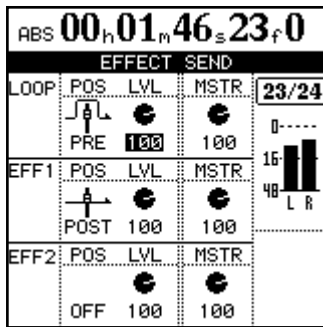 ABS 00h01m46s23f0
EFFECT SEND
LOOP POS LVL MSTR 23/24
PRE 100 100
0-----
16-
48-
L R
EFF1 POS LVL MSTR
POST 100 100
EFF2 POS LVL MSTR
OFF 100 100